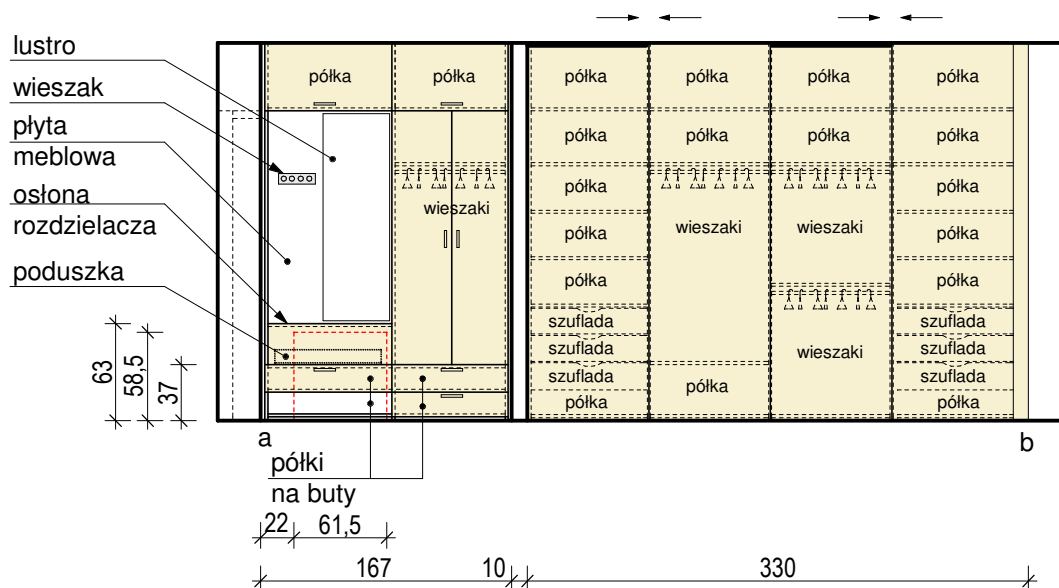 lustro
wieszak
płyta
meblowa
osłona
rozdzielacza
poduszka
półka półka półka półka półka półka
półka półka półka półka
półka półka
wieszaki wieszaki wieszaki
półka półka
półka półka
szuflada szuflada
szuflada wieszaki szuflada
szuflada szuflada
półka półka półka
63
58,5
37
a b
półki
na buty
22 61,5
167 10 330